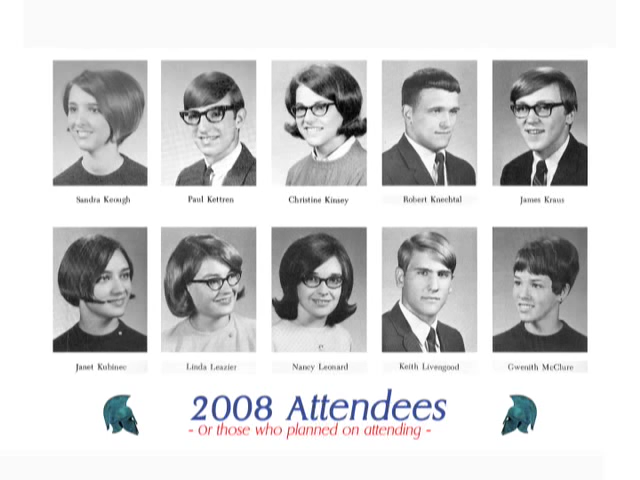 Sandra Keough Paul Kettren Christine Kinsey Robert Knechtal James Kraus
Janet Kubinec Linda Leazier Nancy Leonard Keith Livengood Gwenith McClure
2008 Attendees
- Or those who planned on attending -